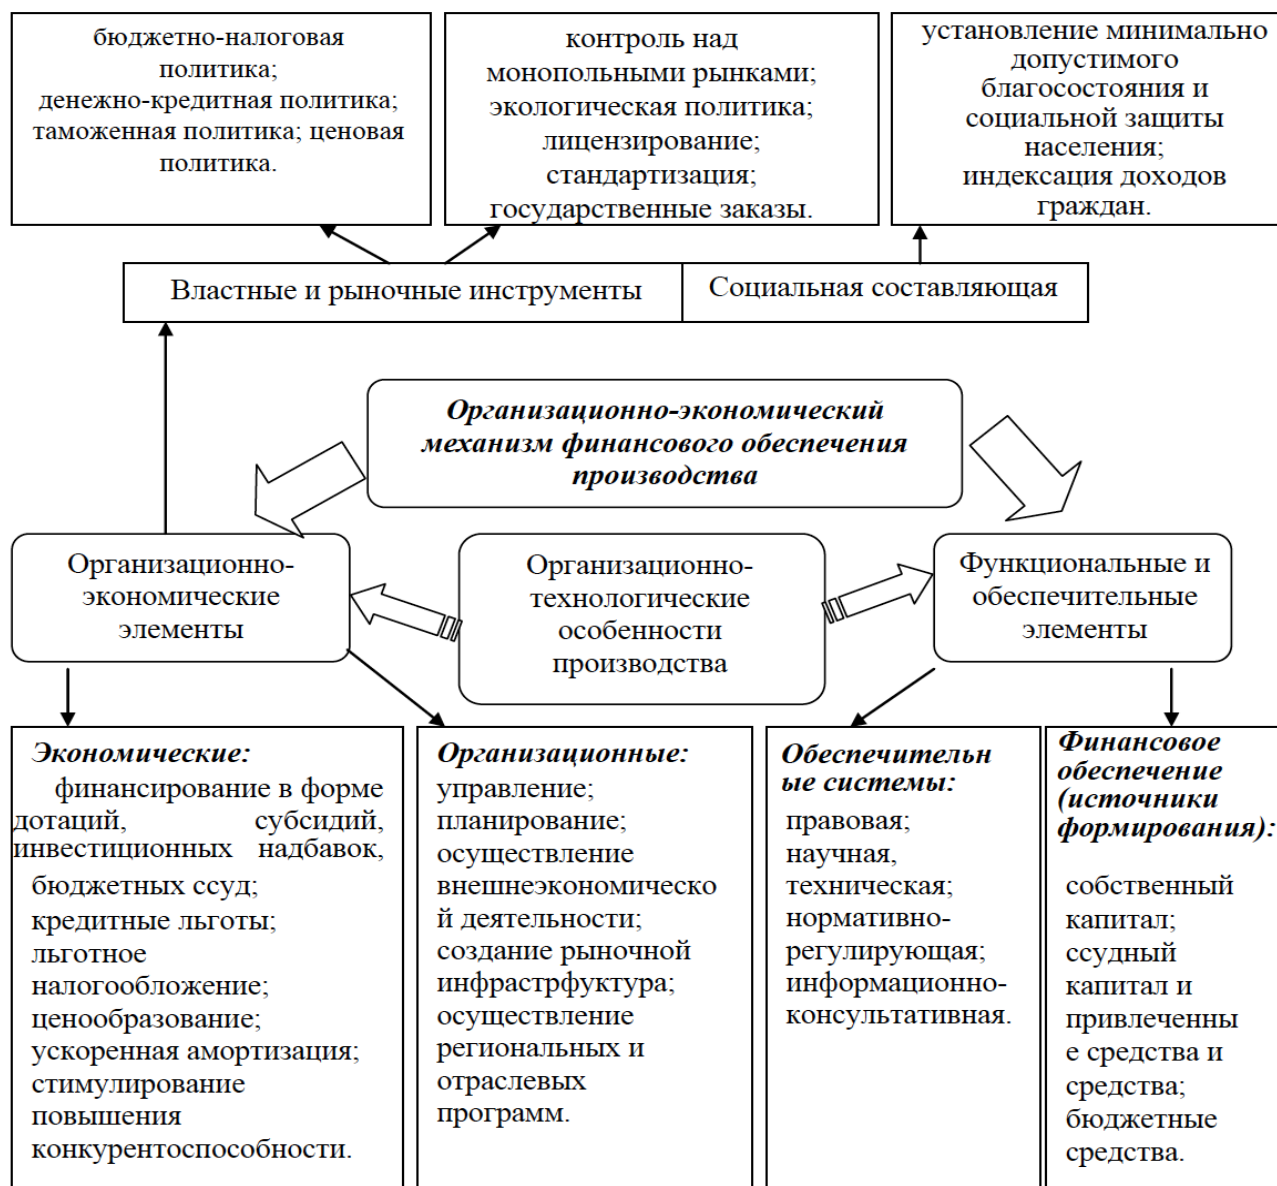 бюджетно-налоговая
политика;
денежно-кредитная политика;
таможенная политика; ценовая
политика.
контроль над
монопольными рынками;
экологическая политика;
лицензирование;
стандартизация;
государственные заказы.
установление минимально
допустимого
благосостояния и
социальной защиты
населения;
индексация доходов
граждан.
Властные и рыночные инструменты
Социальная составляющая
Организационно-экономический
механизм финансового обеспечения
производства
Организационно-
экономические
элементы
Организационно-
технологические
особенности
производства
Функциональные и
обеспечительные
элементы
Экономические:
финансирование в форме
дотаций, субсидий,
инвестиционных надбавок,
бюджетных ссуд;
кредитные льготы;
льготное
налогообложение;
ценообразование;
ускоренная амортизация;
стимулирование
повышения
конкурентоспособности.
Организационные:
управление;
планирование;
осуществление
внешнеэкономическо
й деятельности;
создание рыночной
инфрастрфуктура;
осуществление
региональных и
отраслевых
программ.
Обеспечительн
ые системы:
правовая;
научная,
техническая;
нормативно-
регулирующая;
информационно-
консультативная.
Финансовое
обеспечение
(источники
формирования):
собственный
капитал;
ссудный
капитал и
привлеченны
е средства и
средства;
бюджетные
средства.